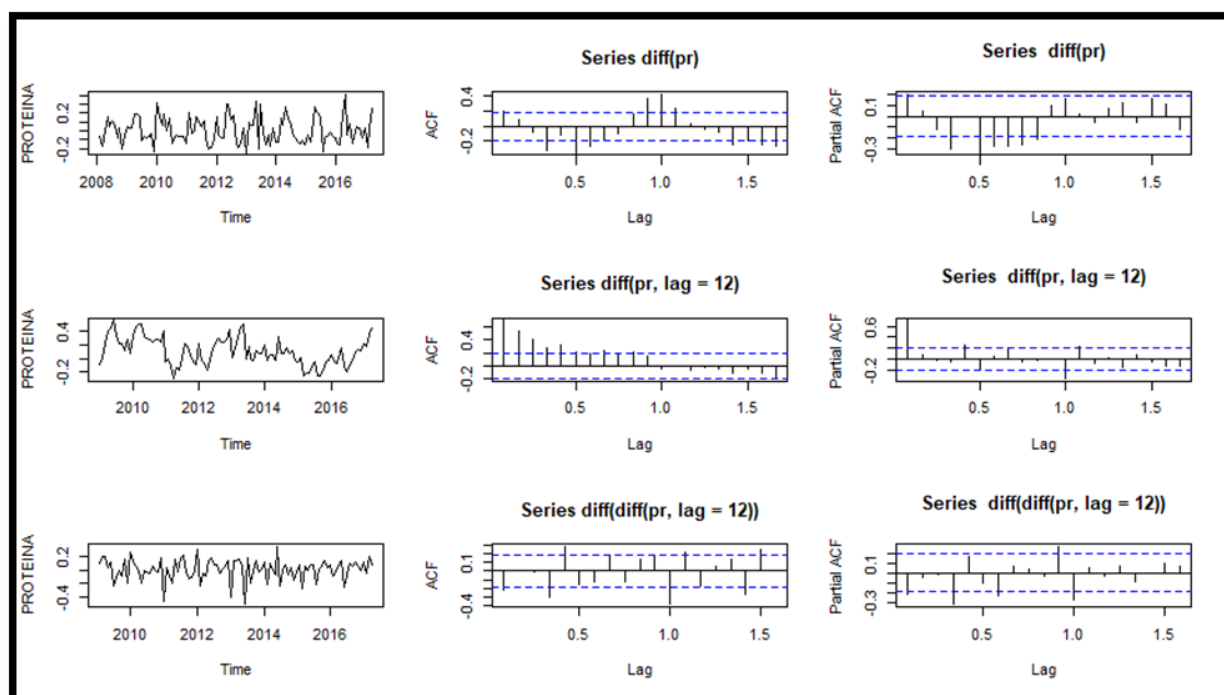 Series diff(pr)
Series  diff(pr)
PROTEINA
0.2
-0.2
2008 2010 2012 2014 2016
Time
ACF
0.4
-0.2
0.5 1.0 1.5
Lag
Partial ACF
0.1
-0.3
0.5 1.0 1.5
Lag
Series diff(pr, lag = 12)
Series  diff(pr, lag = 12)
PROTEINA
0.4
-0.2
2010 2012 2014 2016
Time
ACF
0.4
-0.2
0.5 1.0 1.5
Lag
Partial ACF
0.6
-0.2
0.5 1.0 1.5
Lag
Series diff(diff(pr, lag = 12))
Series  diff(diff(pr, lag = 12))
PROTEINA
0.2
-0.4
2010 2012 2014 2016
Time
ACF
0.1
-0.4
0.5 1.0 1.5
Lag
Partial ACF
0.1
-0.3
0.5 1.0 1.5
Lag